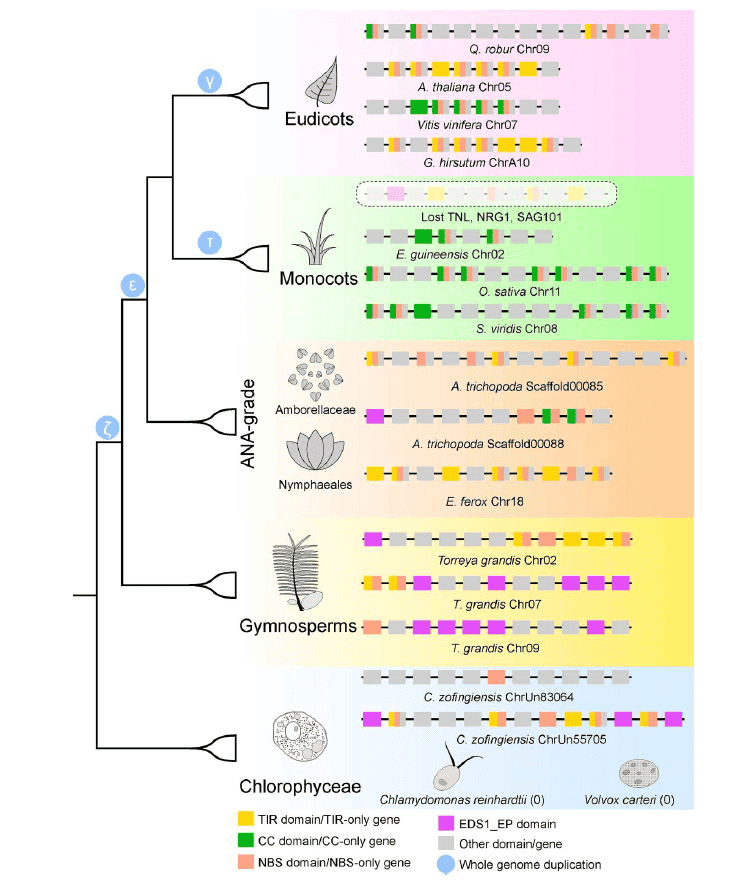 Q. robur Chr09
γ
A. thaliana Chr05
Eudicots
Vitis vinifera Chr07
G. hirsutum ChrA10
Lost TNL, NRG1, SAG101
τ
E. guineensis Chr02
Monocots
O. sativa Chr11
ε
S. viridis Chr08
A. trichopoda Scaffold00085
Amborellaceae
ANA-grade
ζ
A. trichopoda Scaffold00088
Nymphaeales
E. ferox Chr18
Torreya grandis Chr02
T. grandis Chr07
Gymnosperms
T. grandis Chr09
C. zofingiensis ChrUn83064
C. zofingiensis ChrUn55705
Chlorophyceae
Chlamydomonas reinhardtii (0)
Volvox carteri (0)
TIR domain/TIR-only gene
EDS1_EP domain
CC domain/CC-only gene
Other domain/gene
NBS domain/NBS-only gene
Whole genome duplication